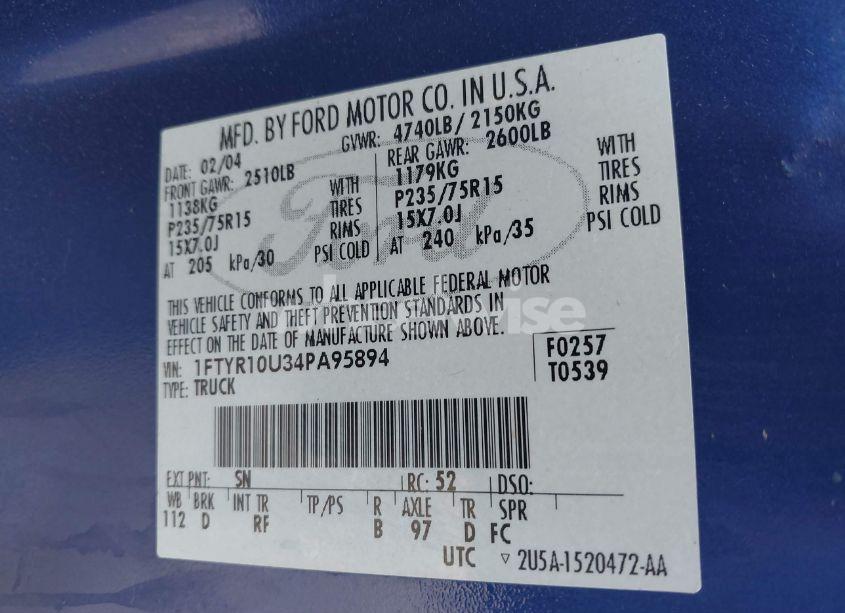 MFD. BY FORD MOTOR CO. IN U.S.A.
DATE: 02/04 GVWR: 4740LB/ 2150KG
FRONT GAWR: 2510LB REAR GAWR: 2600LB
1138KG WITH 1179KG WITH
P235/75R15 TIRES P235/75R15 TIRES
15X7.0J RIMS 15X7.0J RIMS
AT 205 kPa/30 PSI COLD AT 240 kPa/35 PSI COLD
THIS VEHICLE CONFORMS TO ALL APPLICABLE FEDERAL MOTOR
VEHICLE SAFETY AND THEFT PREVENTION STANDARDS IN
EFFECT ON THE DATE OF MANUFACTURE SHOWN ABOVE.
VIN: 1FTYR10U34PA95894 F0257
TYPE: TRUCK T0539
EXT PNT: SN RC: 52 DSO:
WB BRK INT TR TP/PS R AXLE TR SPR
112 D RF B 97 D FC
UTC ▽ 2U5A-1520472-AA
Ford